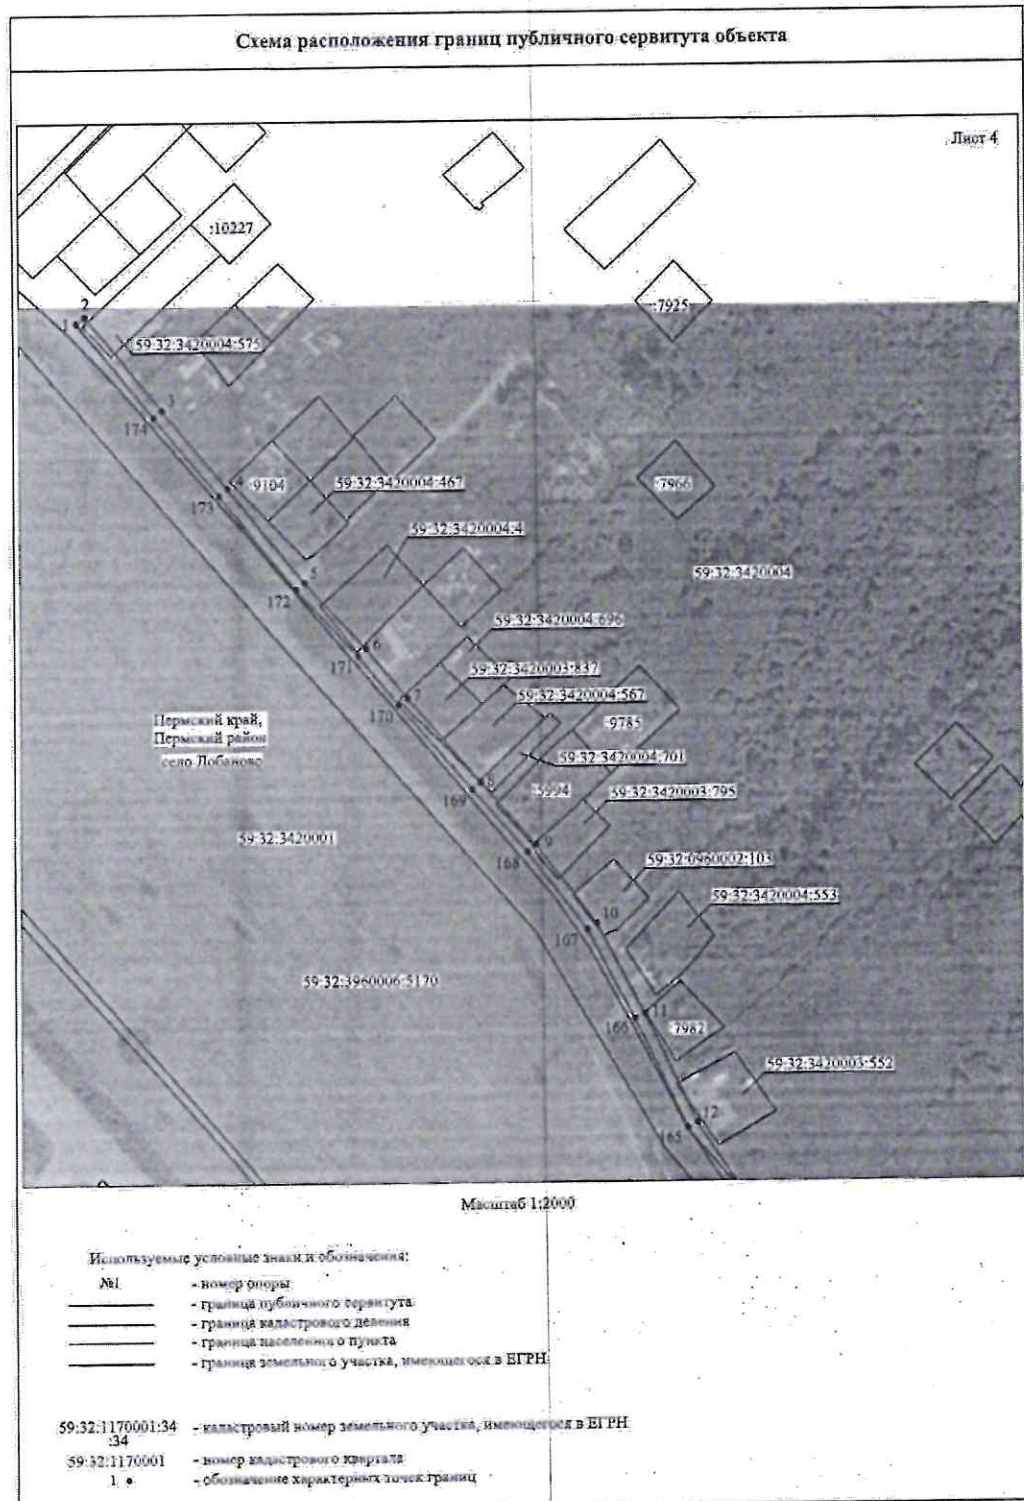 Схема расположения границ публичного сервитута объекта
Лист 4
:10227
2
1
:7925
59:32:3420004:575
3
174
4
:9104
59:32:3420004:467
:7966
173
59:32:3420004:4
59:32:3420004
5
172
59:32:3420004:696
6
171
59:32:3420003:837
59:32:3420004:567
7
170
Пермский край,
Пермский район
село Лобаново
:9785
59:32:3420004:701
8
169
:5994
59:32:3420003:795
59:32:3420001
9
168
59:32:0960002:103
59:32:3420004:553
10
167
59:32:3960006:5170
11
166
:7982
59:32:3420003:552
12
165
Масштаб 1:2000
Используемые условные знаки и обозначения:
№1 - номер опоры
- граница публичного сервитута
- граница кадастрового деления
- граница населенного пункта
- граница земельного участка, имеющегося в ЕГРН
59:32:1170001:34 - кадастровый номер земельного участка, имеющегося в ЕГРН
:34
59:32:1170001 - номер кадастрового квартала
1 • - обозначение характерных точек границ